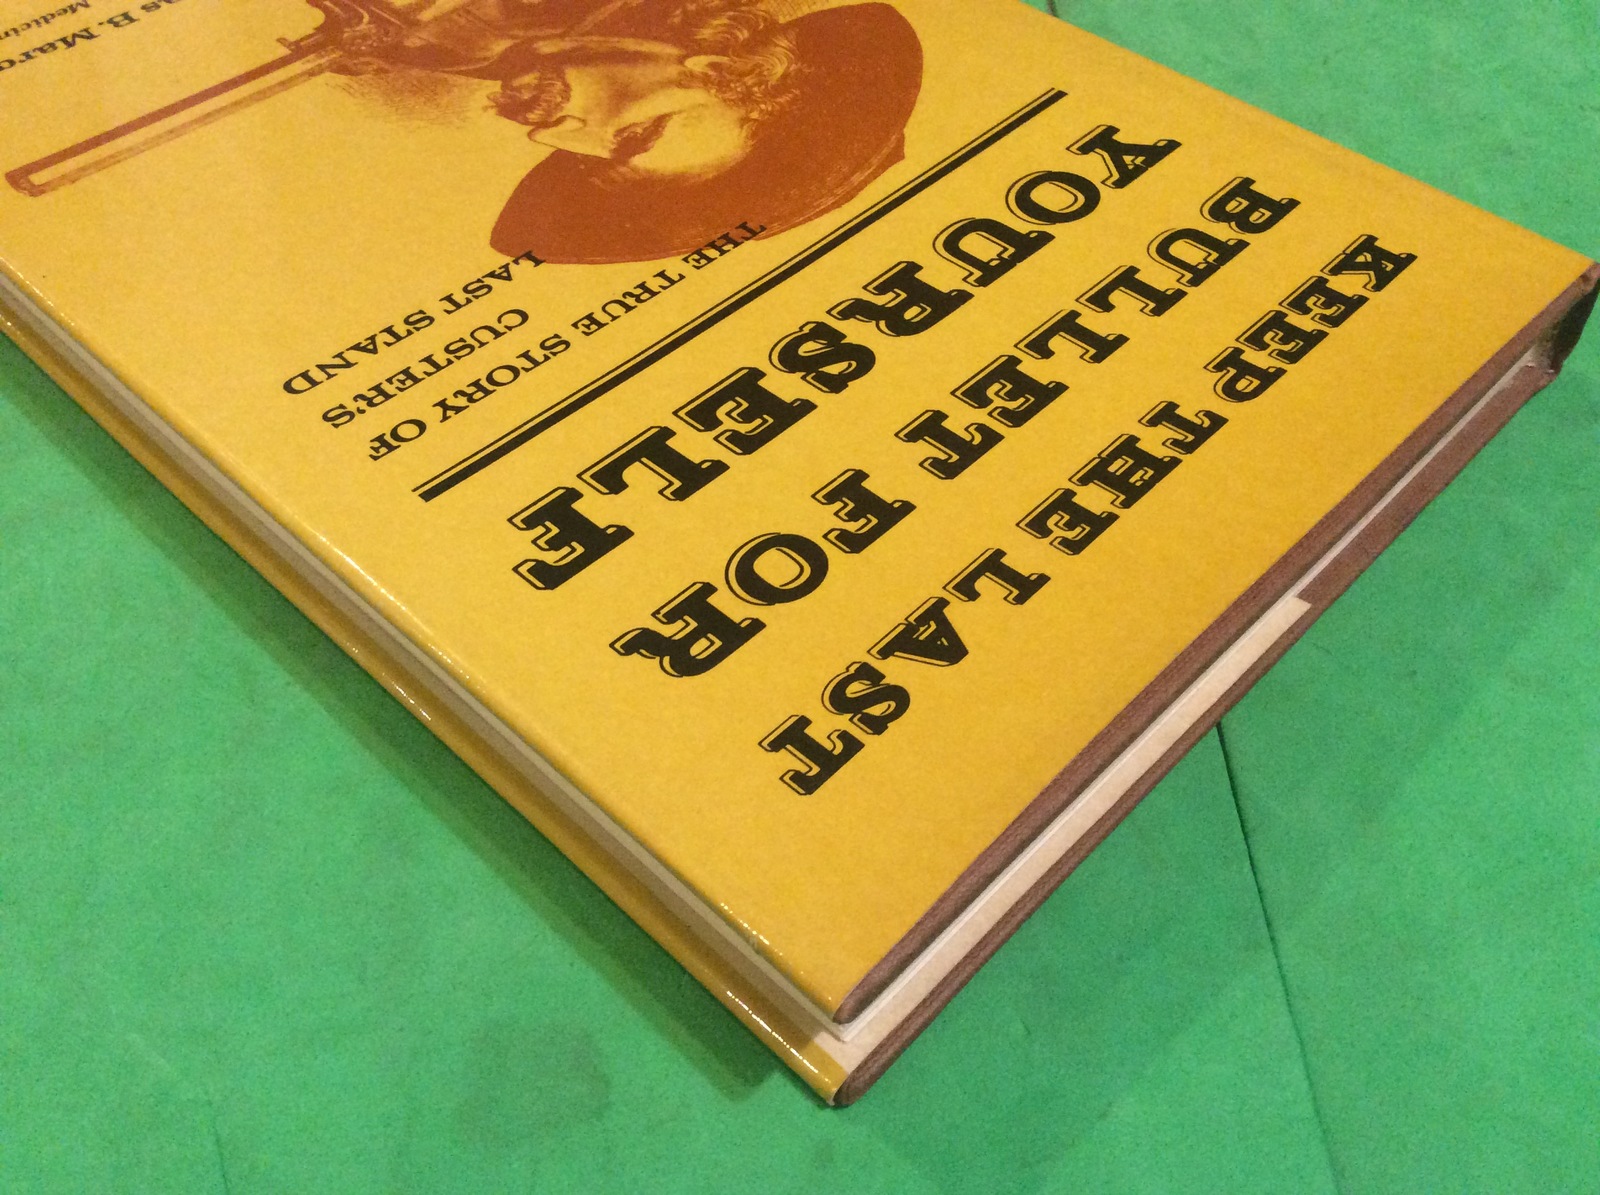 KEEP THE LAST
BULLET FOR
YOURSELF
THE TRUE STORY OF
CUSTER'S
LAST STAND
B.